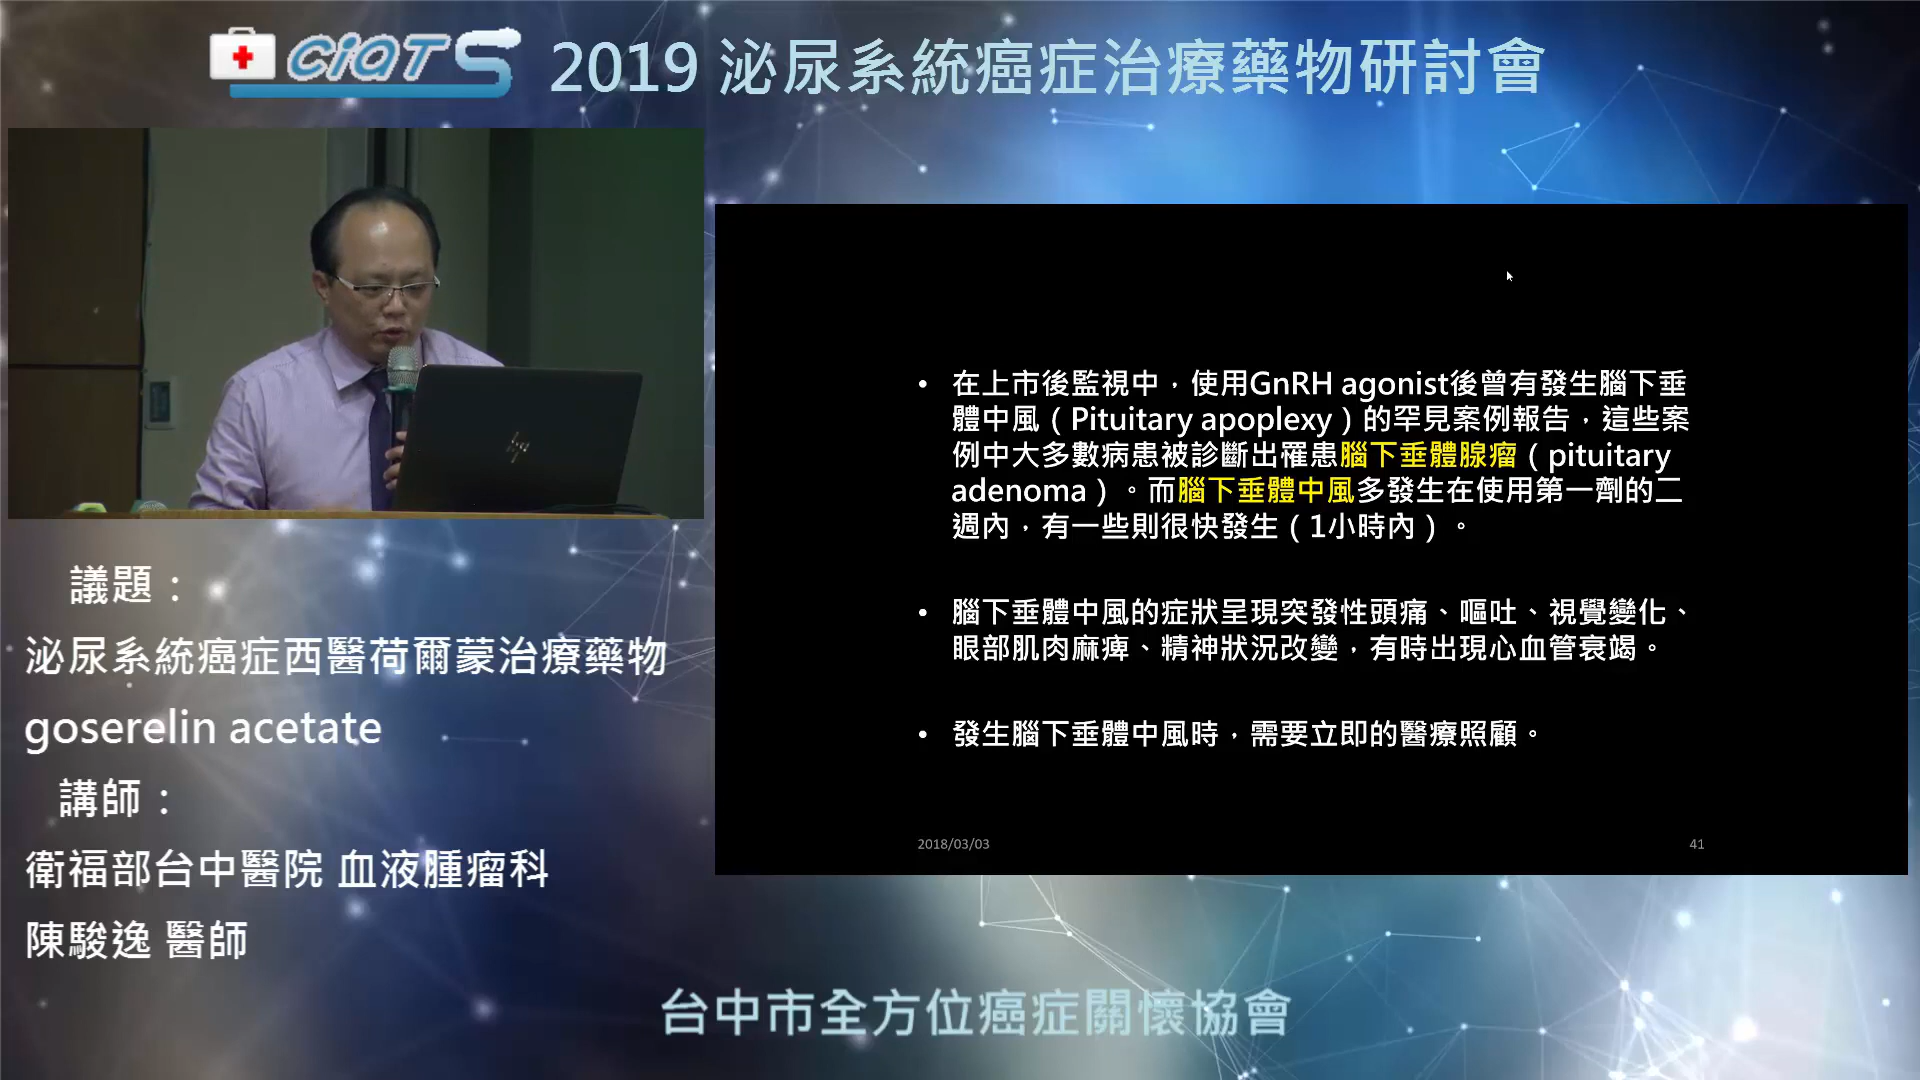 CiQTS 2019 泌尿系統癌症治療藥物研討會
在上市後監視中，使用GnRH agonist後曾有發生腦下垂
體中風（Pituitary apoplexy）的罕見案例報告，這些案
例中大多數病患被診斷出罹患腦下垂體腺瘤（pituitary
adenoma）。而腦下垂體中風多發生在使用第一劑的二
週內，有一些則很快發生（1小時內）。
腦下垂體中風的症狀呈現突發性頭痛、嘔吐、視覺變化、
眼部肌肉麻痺、精神狀況改變，有時出現心血管衰竭。
發生腦下垂體中風時，需要立即的醫療照顧。
2018/03/03
41
hp
議題：
泌尿系統癌症西醫荷爾蒙治療藥物
goserelin acetate
講師：
衛福部台中醫院 血液腫瘤科
陳駿逸 醫師
台中市全方位癌症關懷協會